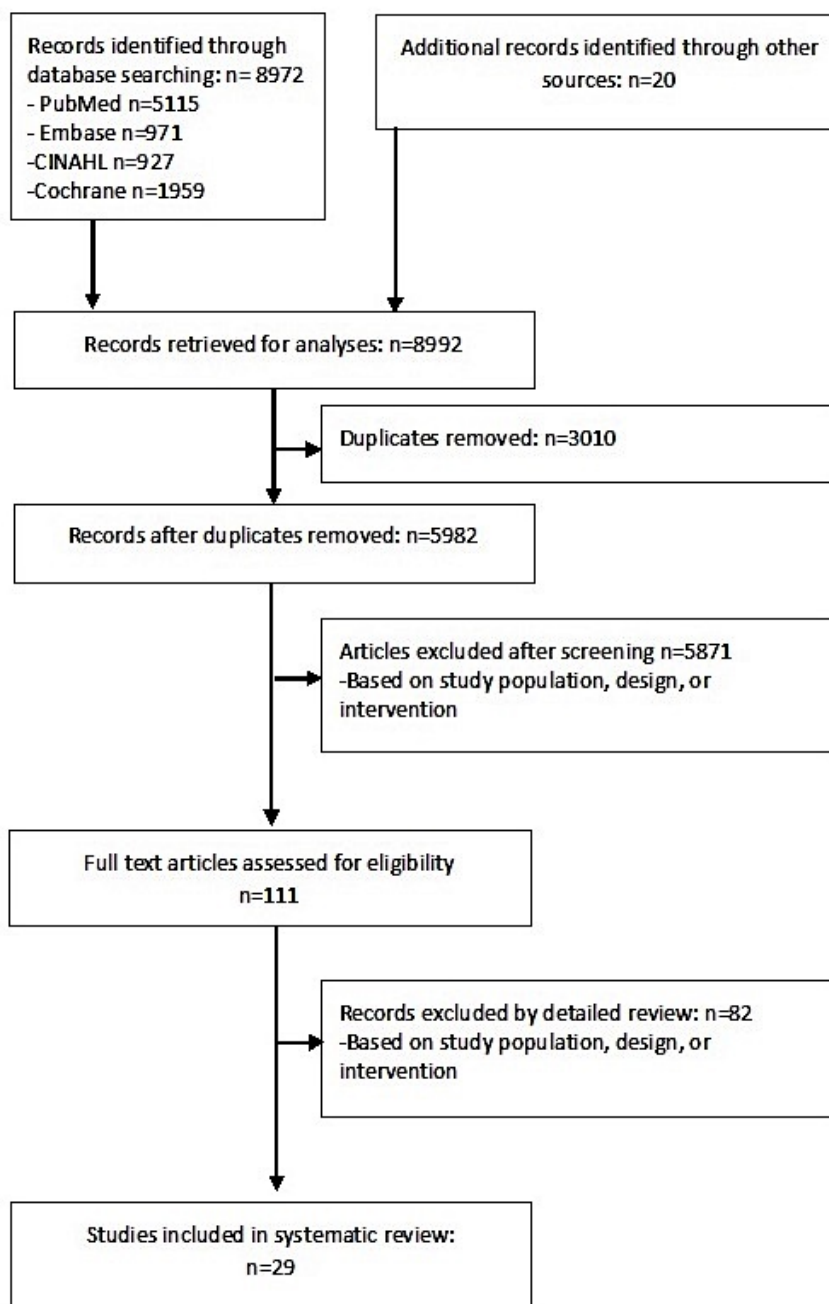 Records identified through
database searching: n= 8972
- PubMed n=5115
- Embase n=971
-CINAHL n=927
-Cochrane n=1959
Additional records identified through other
sources: n=20
Records retrieved for analyses: n=8992
Duplicates removed: n=3010
Records after duplicates removed: n=5982
Articles excluded after screening n=5871
-Based on study population, design, or
intervention
Full text articles assessed for eligibility
n=111
Records excluded by detailed review: n=82
-Based on study population, design, or
intervention
Studies included in systematic review:
n=29